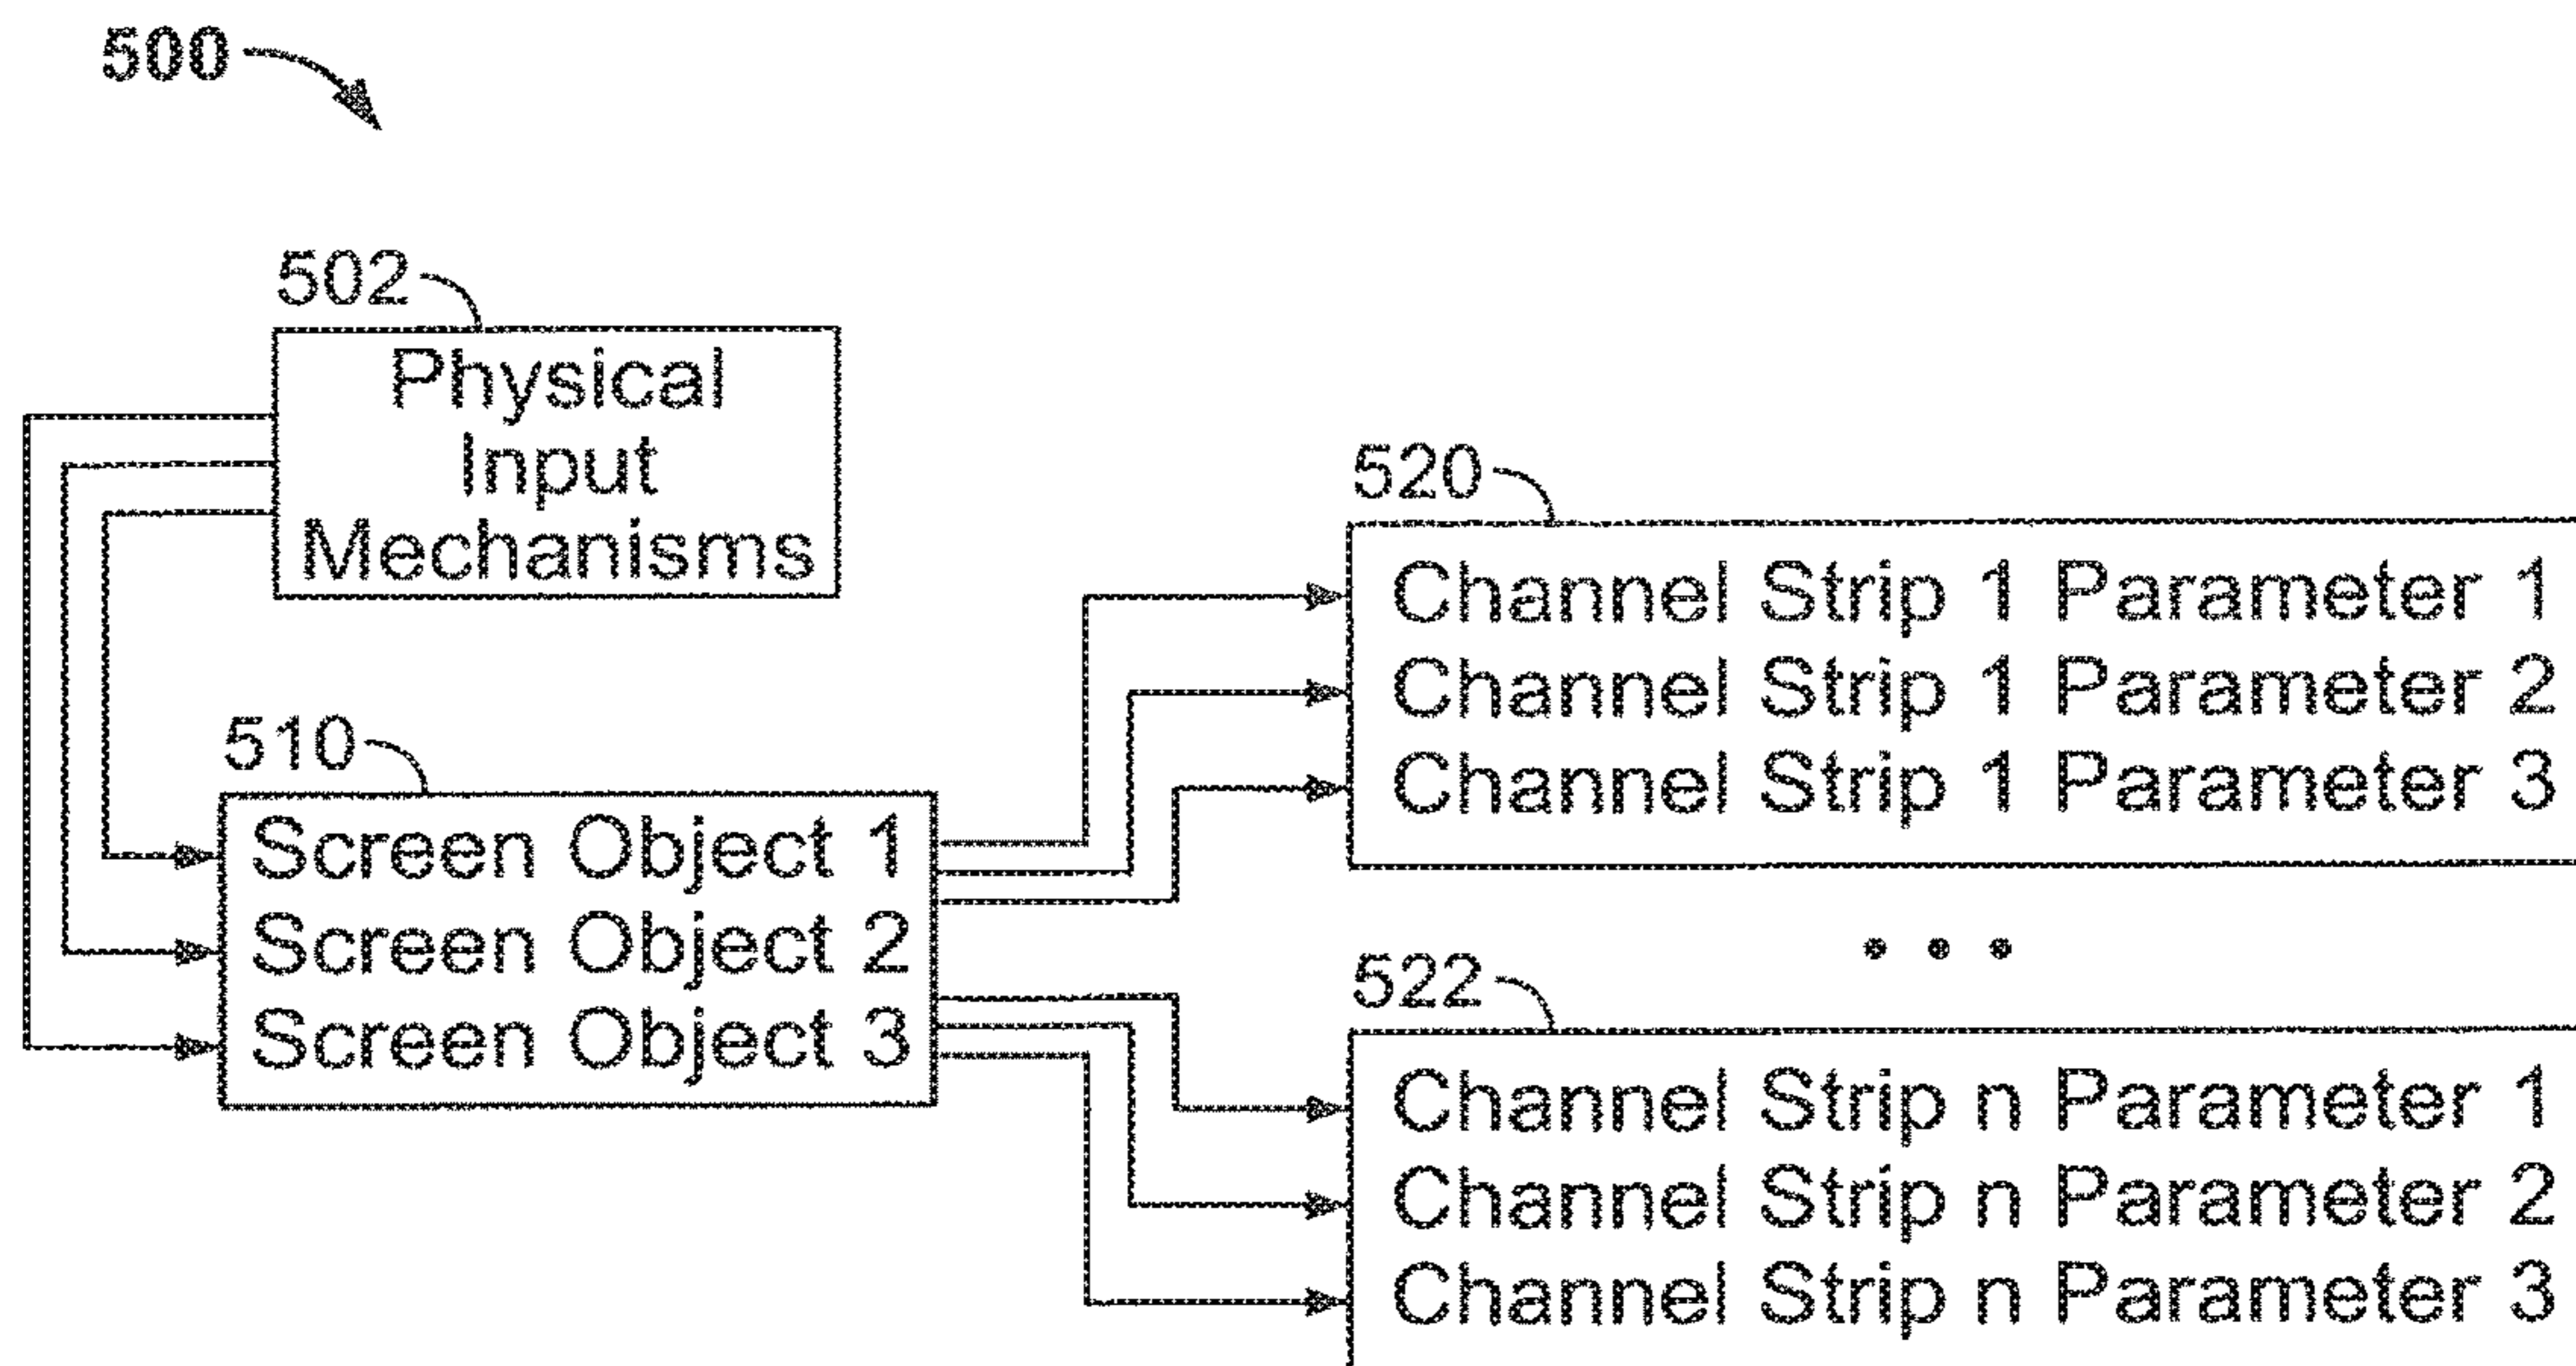 500
502
Physical
Input
Mechanisms
510
Screen Object 1
Screen Object 2
Screen Object 3
520
Channel Strip 1 Parameter 1
Channel Strip 1 Parameter 2
Channel Strip 1 Parameter 3
• • •
522
Channel Strip n Parameter 1
Channel Strip n Parameter 2
Channel Strip n Parameter 3